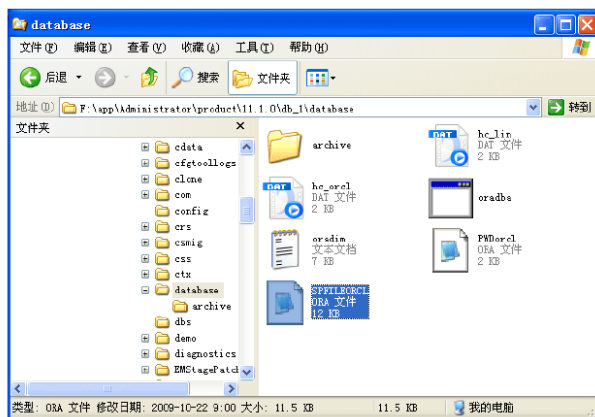 database
文件(F) 编辑(E) 查看(V) 收藏(A) 工具(T) 帮助(H)
后退 搜索 文件夹
地址(D) F:\app\Administrator\product\11.1.0\db_1\database 转到
文件夹
cdata
cfgtoollogs
clone
com
config
crs
csmig
css
ctx
database
archive
dbs
demo
diagnostics
EMStagePatch
archive
hc_lin
DAT 文件
2 KB
hc_orcl
DAT 文件
2 KB
oradba
oradim
文本文档
7 KB
PWDorcl
ORA 文件
2 KB
SPFILEORCL
ORA 文件
12 KB
类型: ORA 文件 修改日期: 2009-10-22 9:00 大小: 11.5 KB 11.5 KB 我的电脑